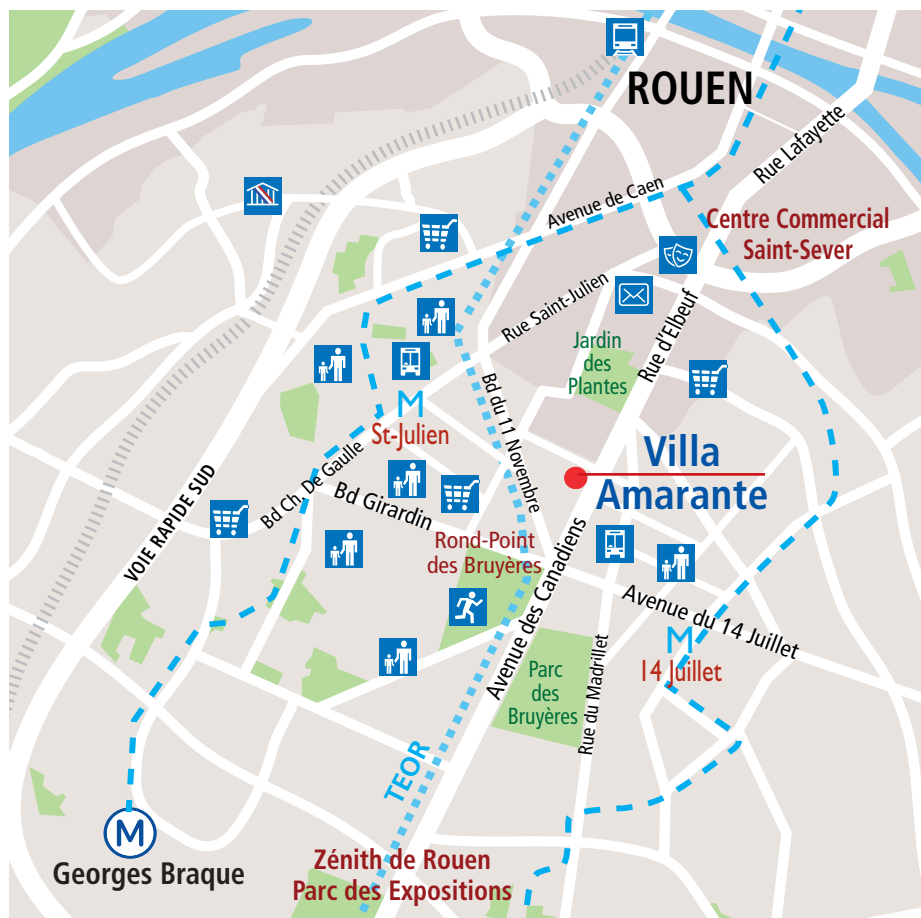 ROUEN
Rue Lafayette
Avenue de Caen
Centre Commercial
Saint-Sever
Rue Saint-Julien
Rue d'Elbeuf
Jardin
des
Plantes
Bd du 11 Novembre
M
St-Julien
Villa
Amarante
Bd Ch. De Gaulle
Bd Girardin
VOIE RAPIDE SUD
Rond-Point
des Bruyères
Avenue des Canadiens
Avenue du 14 Juillet
M
14 Juillet
Parc
des
Bruyères
Rue du Madrillet
TEOR
M
Georges Braque
Zénith de Rouen
Parc des Expositions